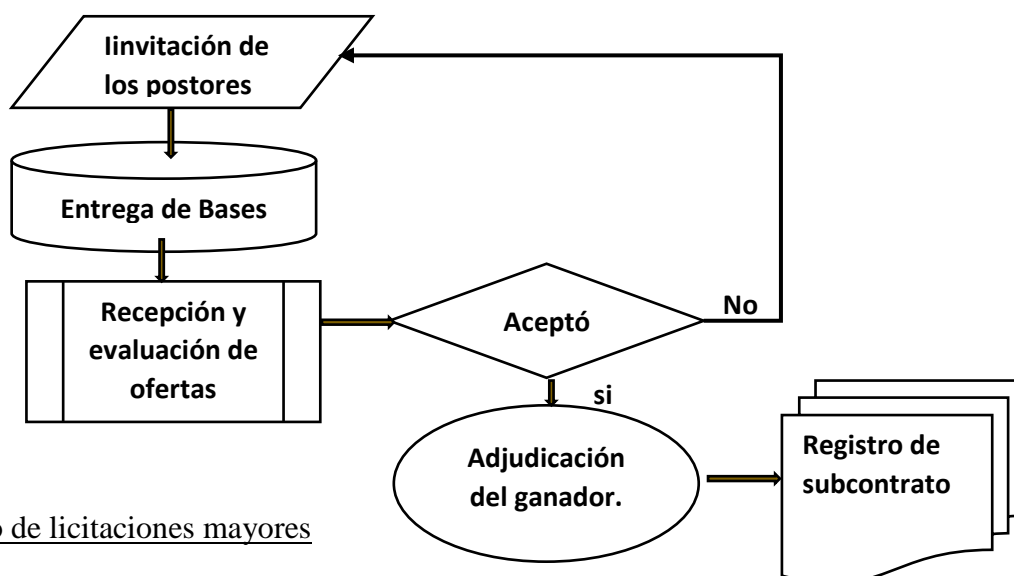 Iinvitación de
los postores
Entrega de Bases
Recepción y
evaluación de
ofertas
Aceptó
No
si
Adjudicación
del ganador.
Registro de
subcontrato
de licitaciones mayores